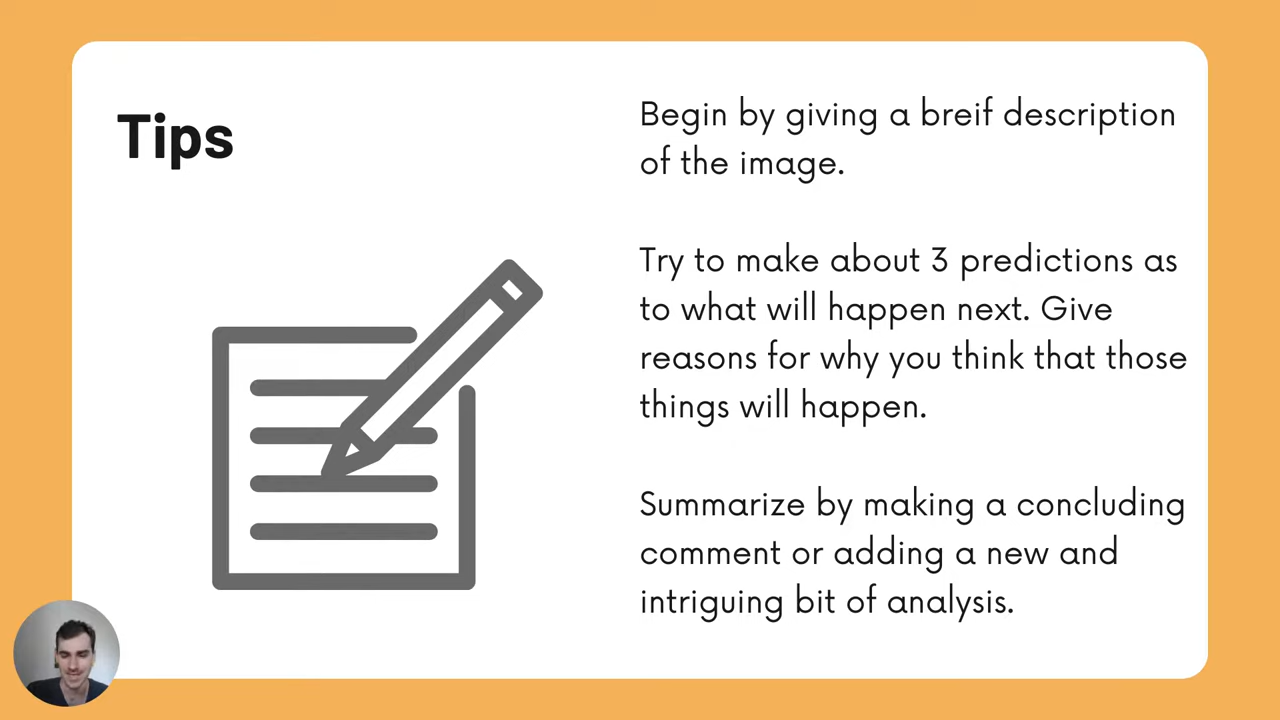 Tips
Begin by giving a breif description
of the image.
Try to make about 3 predictions as
to what will happen next. Give
reasons for why you think that those
things will happen.
Summarize by making a concluding
comment or adding a new and
intriguing bit of analysis.